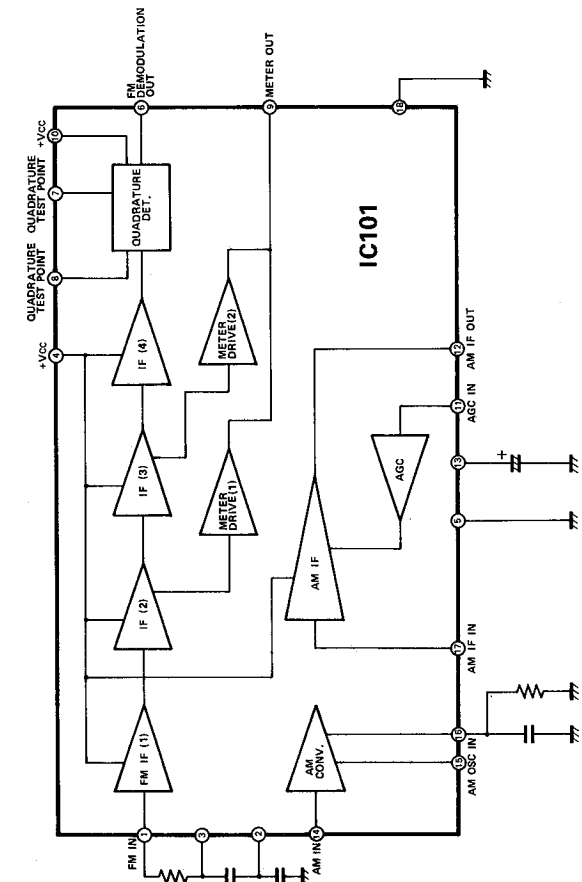 +Vcc
10
QUADRATURE
TEST POINT
7
QUADRATURE
TEST POINT
8
+Vcc
4
FM
DEMODULATION
OUT
6
METER OUT
9
18
QUADRATURE
DET.
IF (4)
IF (3)
IF (2)
FM IF (1)
METER
DRIVE(2)
METER
DRIVE(1)
IC101
AM IF
AGC
AM
CONV.
FM IN
1
3
2
AM IN
14
AM IF OUT
12
AGC IN
11
13
+
5
AM IF IN
17
16
15
AM OSC IN